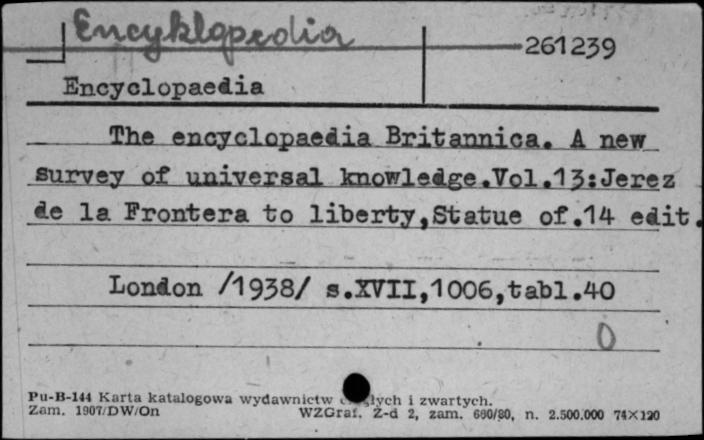 Encyklopedia
261239
Encyclopaedia
The encyclopaedia Britannica. A new
survey of universal knowledge.Vol.13:Jerez
de la Frontera to liberty,Statue of.14 edit.
London /1938/ s.XVII,1006,tabl.40
0
Pu-B-144 Karta katalogowa wydawnictw i zwartych.
Zam. 1907/DW/On WZGraf. Z-d 2, zam. 660/80, n. 2.500.000 74×120